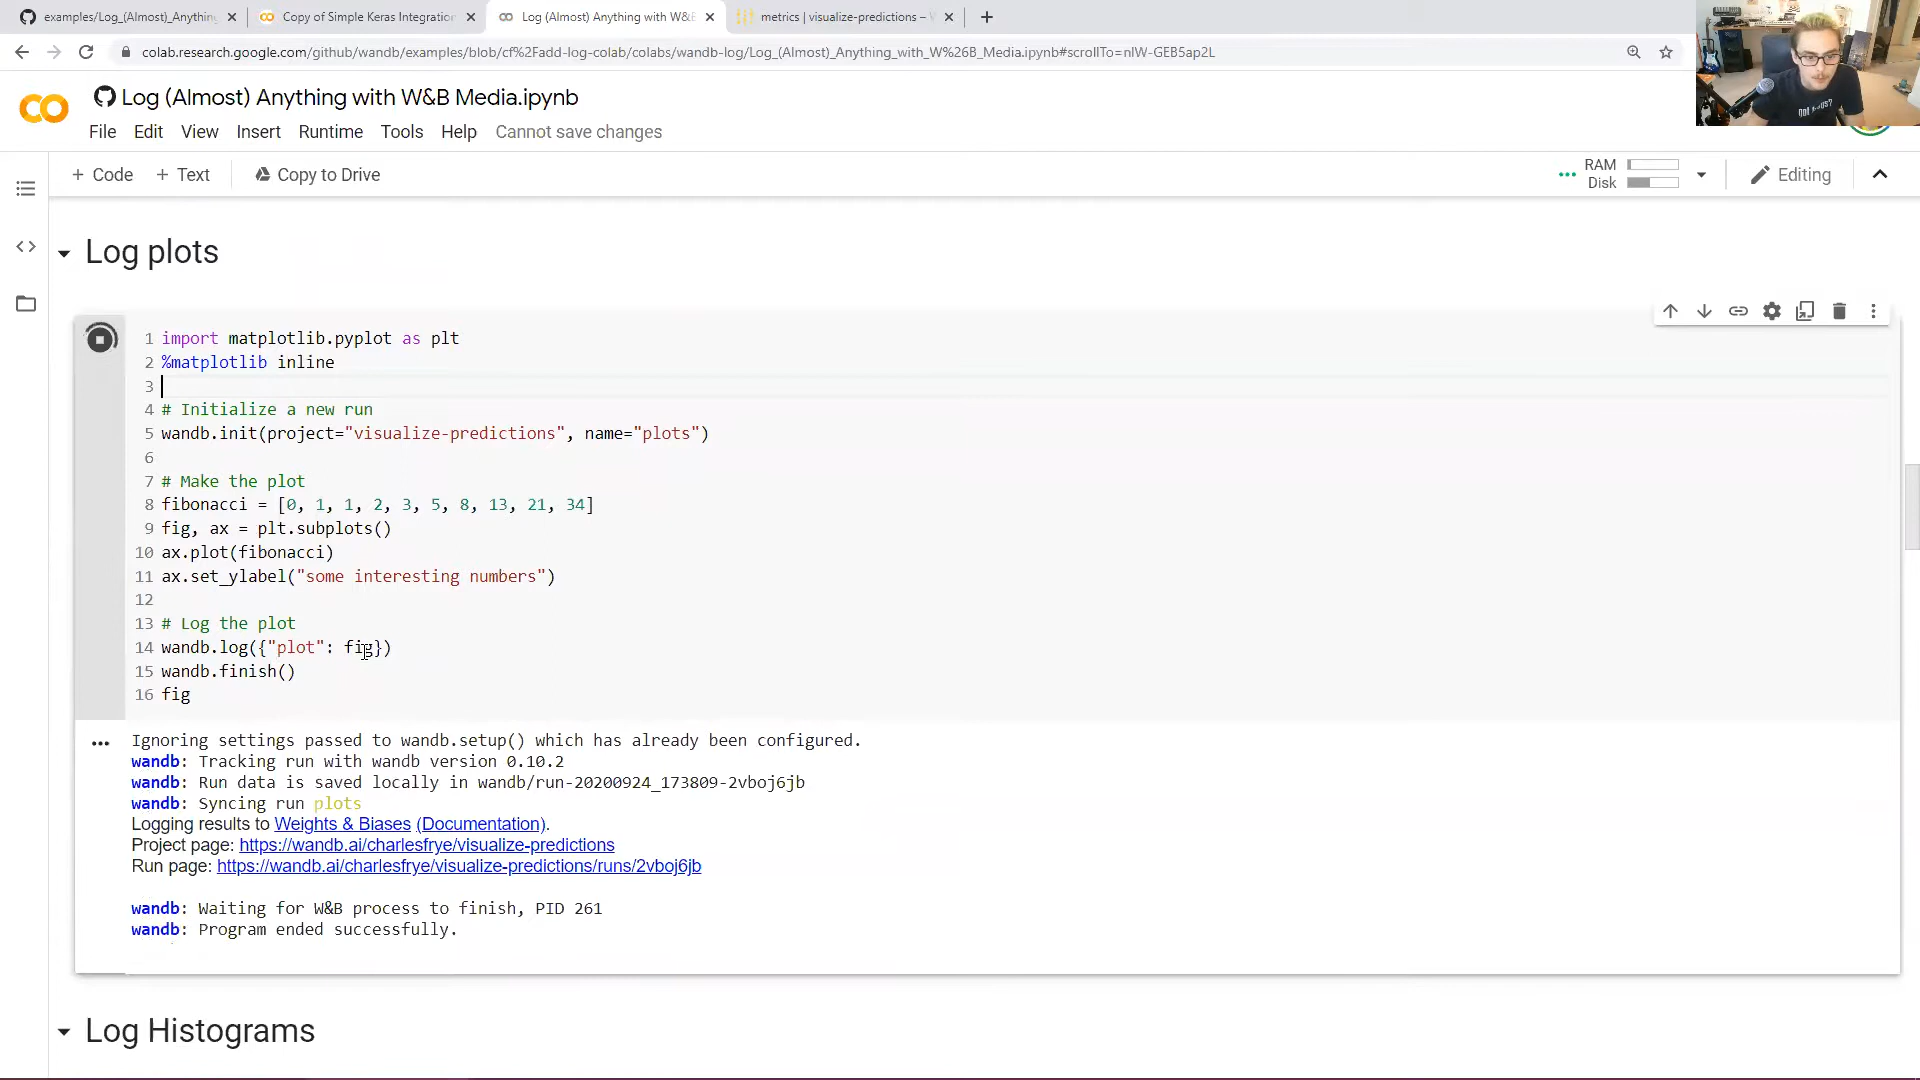 examples/Log_(Almost)_Anything
Copy of Simple Keras Integration
Log (Almost) Anything with W&B
metrics | visualize-predictions –
colab.research.google.com/github/wandb/examples/blob/cf%2Fadd-log-colab/colabs/wandb-log/Log_(Almost)_Anything_with_W%26B_Media.ipynb#scrollTo=nIW-GEB5ap2L
Log (Almost) Anything with W&B Media.ipynb
File Edit View Insert Runtime Tools Help Cannot save changes
+ Code + Text Copy to Drive
RAM
Disk
Editing
Log plots
1 import matplotlib.pyplot as plt
2 %matplotlib inline
3
4 # Initialize a new run
5 wandb.init(project="visualize-predictions", name="plots")
6
7 # Make the plot
8 fibonacci = [0, 1, 1, 2, 3, 5, 8, 13, 21, 34]
9 fig, ax = plt.subplots()
10 ax.plot(fibonacci)
11 ax.set_ylabel("some interesting numbers")
12
13 # Log the plot
14 wandb.log({"plot": fig})
15 wandb.finish()
16 fig
Ignoring settings passed to wandb.setup() which has already been configured.
wandb: Tracking run with wandb version 0.10.2
wandb: Run data is saved locally in wandb/run-20200924_173809-2vboj6jb
wandb: Syncing run plots
Logging results to Weights & Biases (Documentation).
Project page: https://wandb.ai/charlesfrye/visualize-predictions
Run page: https://wandb.ai/charlesfrye/visualize-predictions/runs/2vboj6jb
wandb: Waiting for W&B process to finish, PID 261
wandb: Program ended successfully.
Log Histograms